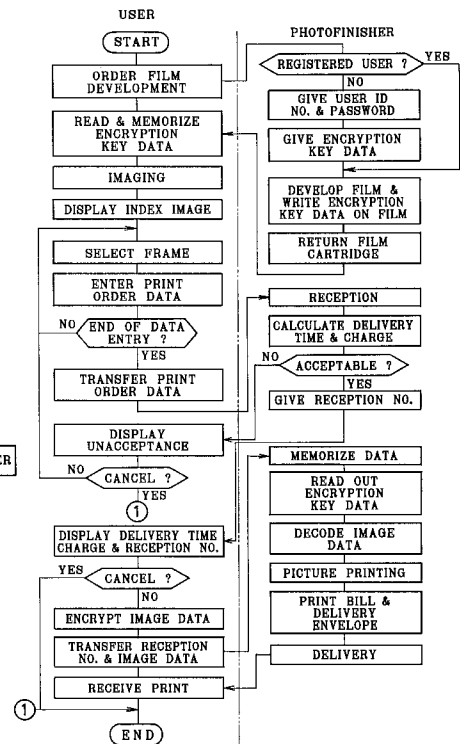 USER
START
ORDER FILM
DEVELOPMENT
READ & MEMORIZE
ENCRYPTION
KEY DATA
IMAGING
DISPLAY INDEX IMAGE
SELECT FRAME
ENTER PRINT
ORDER DATA
NO
END OF DATA
ENTRY ?
YES
TRANSFER PRINT
ORDER DATA
DISPLAY
UNACCEPTANCE
ER
NO
CANCEL ?
YES
1
DISPLAY DELIVERY TIME
CHARGE & RECEPTION NO.
YES
CANCEL ?
NO
ENCRYPT IMAGE DATA
TRANSFER RECEPTION
NO. & IMAGE DATA
RECEIVE PRINT
1
END
PHOTOFINISHER
REGISTERED USER ?
YES
NO
GIVE USER ID
NO. & PASSWORD
GIVE ENCRYPTION
KEY DATA
DEVELOP FILM &
WRITE ENCRYPTION
KEY DATA ON FILM
RETURN FILM
CARTRIDGE
RECEPTION
CALCULATE DELIVERY
TIME & CHARGE
NO
ACCEPTABLE ?
YES
GIVE RECEPTION NO.
MEMORIZE DATA
READ OUT
ENCRYPTION
KEY DATA
DECODE IMAGE
DATA
PICTURE PRINTING
PRINT BILL &
DELIVERY
ENVELOPE
DELIVERY